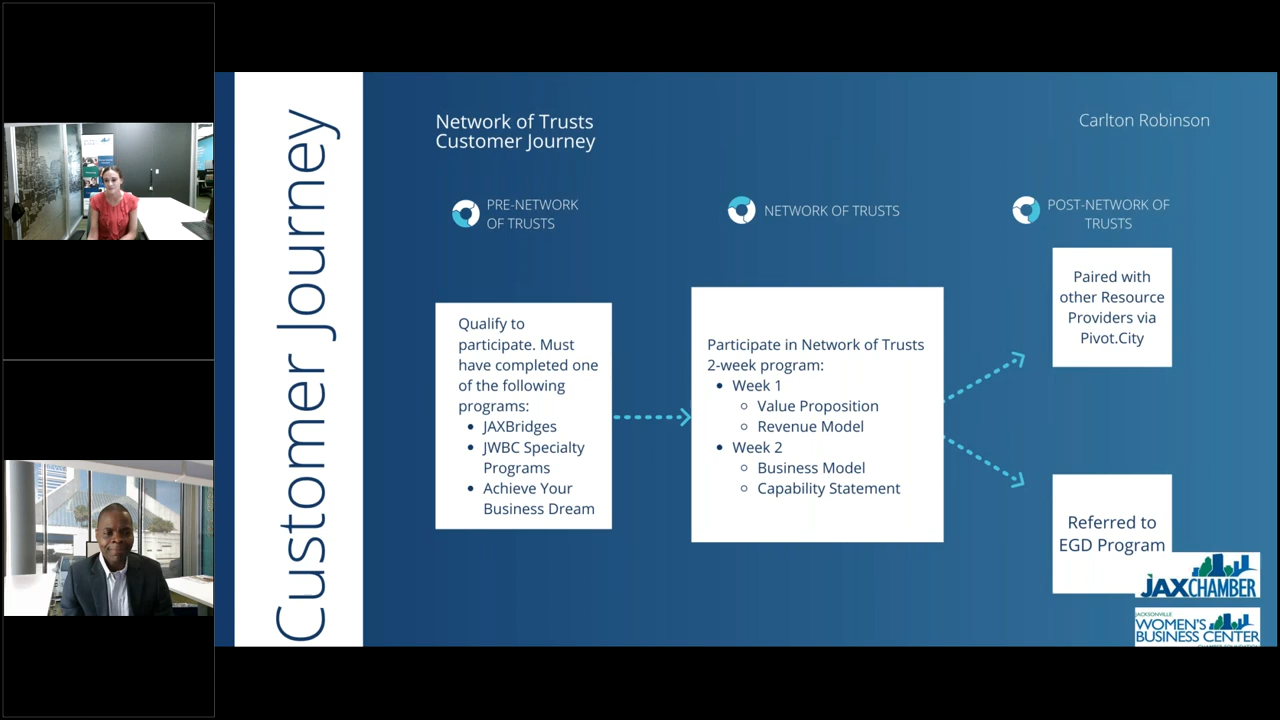 Customer Journey
Network of Trusts
Customer Journey
Carlton Robinson
PRE-NETWORK
OF TRUSTS
NETWORK OF TRUSTS
POST-NETWORK OF
TRUSTS
Qualify to
participate. Must
have completed one
of the following
programs:
• JAXBridges
• JWBC Specialty
Programs
• Achieve Your
Business Dream
Participate in Network of Trusts
2-week program:
• Week 1
○ Value Proposition
○ Revenue Model
• Week 2
○ Business Model
○ Capability Statement
Paired with
other Resource
Providers via
Pivot.City
Referred to
EGD Program
JAXCHAMBER
JACKSONVILLE
WOMEN'S
BUSINESS CENTER